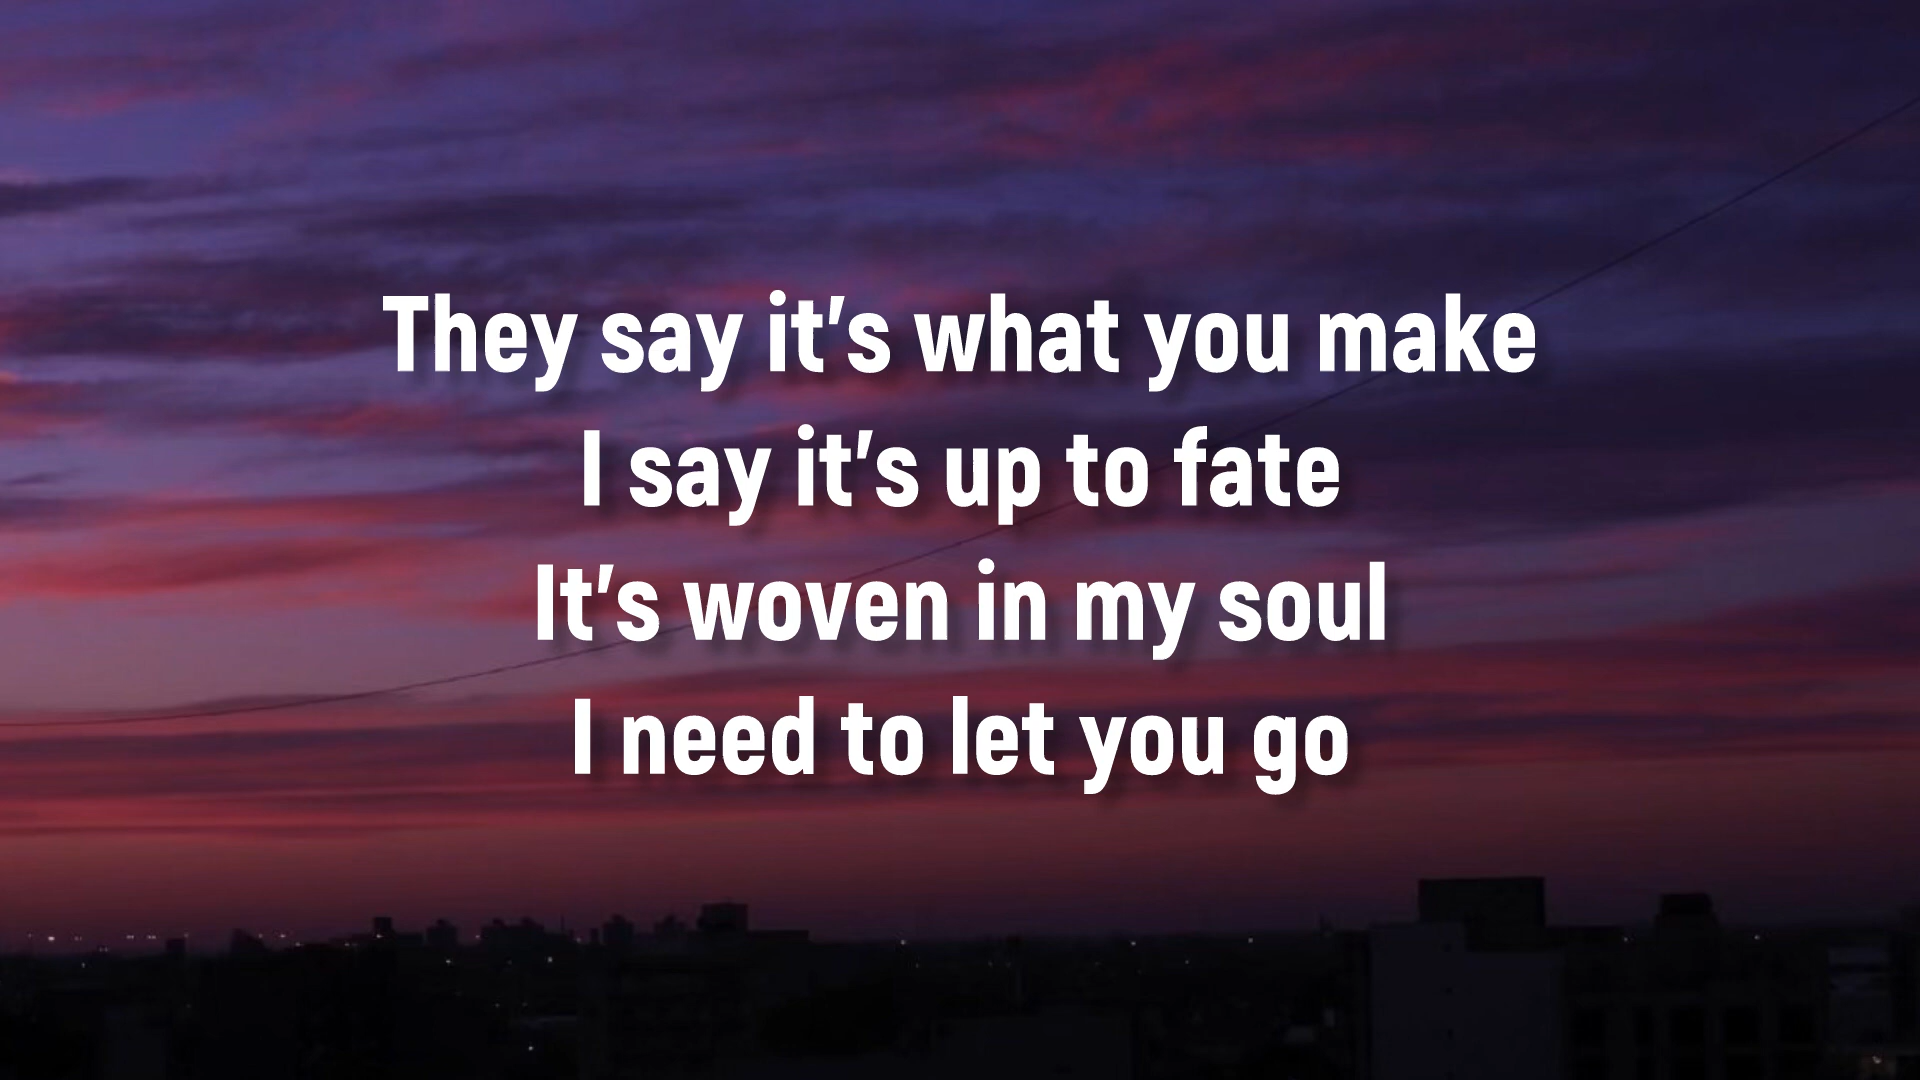 They say it's what you make
I say it's up to fate
It's woven in my soul
I need to let you go